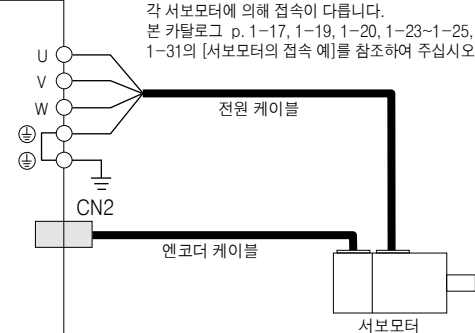 각 서보모터에 의해 접속이 다릅니다.
본 카탈로그 p. 1-17, 1-19, 1-20, 1-23~1-25,
1-31의 [서보모터의 접속 예]를 참조하여 주십시오
U
V
W
전원 케이블
CN2
엔코더 케이블
서보모터